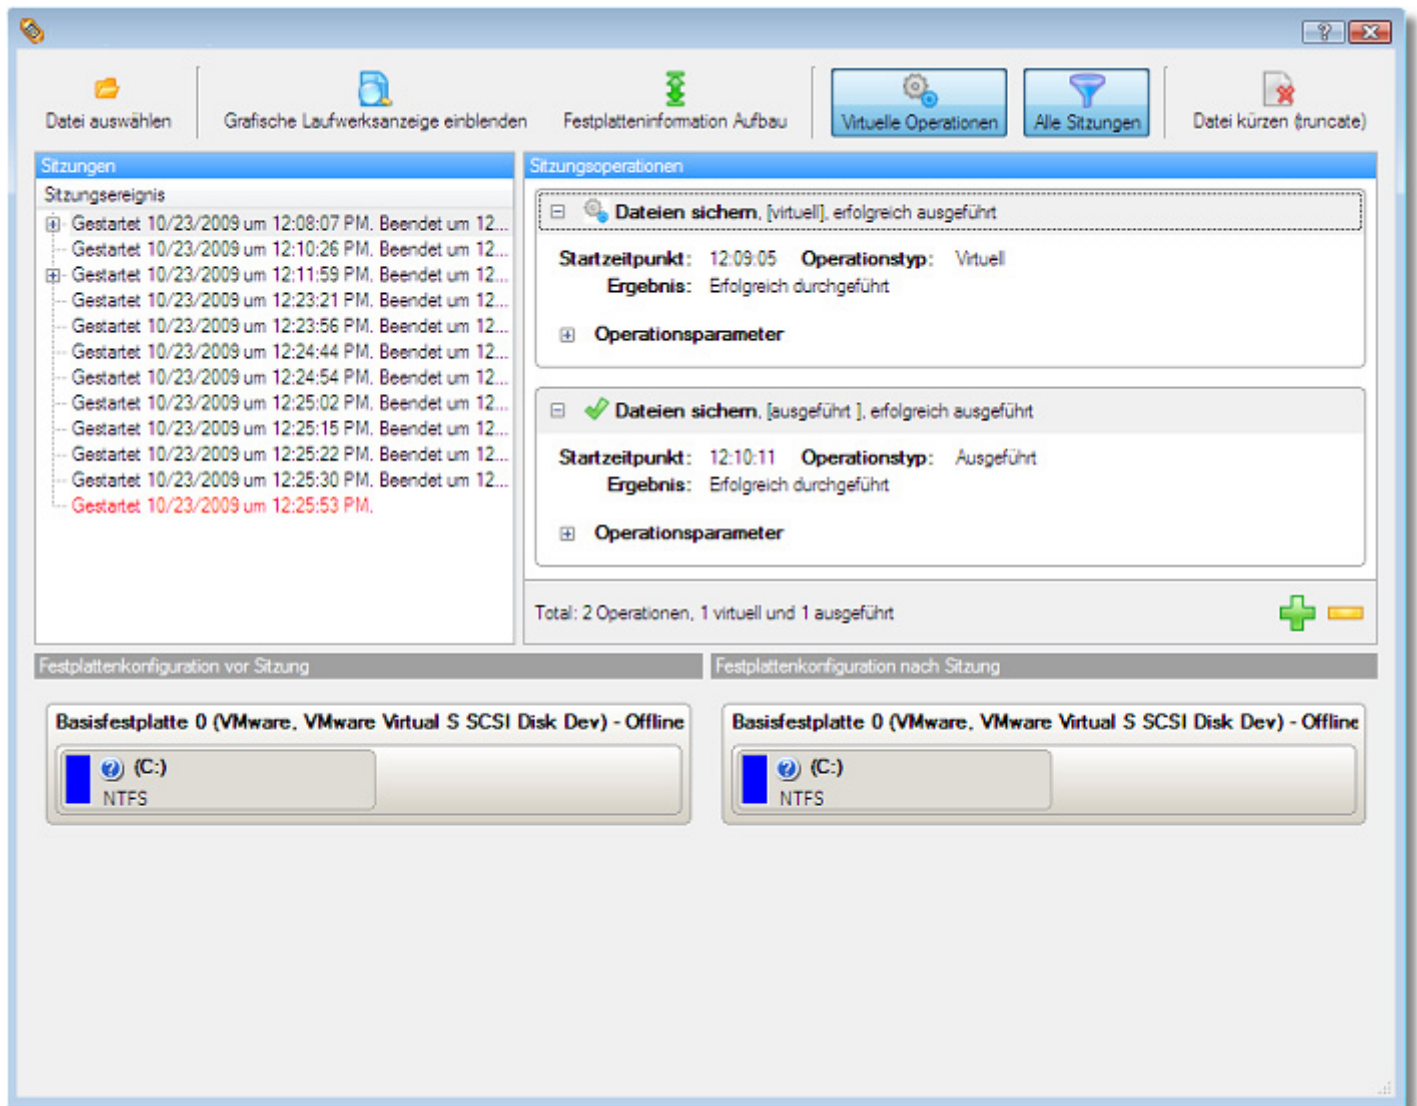 Datei auswählen
Grafische Laufwerksanzeige einblenden
Festplatteninformation Aufbau
Virtuelle Operationen
Alle Sitzungen
Datei kürzen (truncate)
Sitzungen
Sitzungsereignis
Gestartet 10/23/2009 um 12:08:07 PM. Beendet um 12...
Gestartet 10/23/2009 um 12:10:26 PM. Beendet um 12...
Gestartet 10/23/2009 um 12:11:59 PM. Beendet um 12...
Gestartet 10/23/2009 um 12:23:21 PM. Beendet um 12...
Gestartet 10/23/2009 um 12:23:56 PM. Beendet um 12...
Gestartet 10/23/2009 um 12:24:44 PM. Beendet um 12...
Gestartet 10/23/2009 um 12:24:54 PM. Beendet um 12...
Gestartet 10/23/2009 um 12:25:02 PM. Beendet um 12...
Gestartet 10/23/2009 um 12:25:15 PM. Beendet um 12...
Gestartet 10/23/2009 um 12:25:22 PM. Beendet um 12...
Gestartet 10/23/2009 um 12:25:30 PM. Beendet um 12...
Gestartet 10/23/2009 um 12:25:53 PM.
Sitzungsoperationen
Dateien sichern, [virtuell], erfolgreich ausgeführt
Startzeitpunkt: 12:09:05 Operationstyp: Virtuell
Ergebnis: Erfolgreich durchgeführt
Operationsparameter
Dateien sichern, [ausgeführt ], erfolgreich ausgeführt
Startzeitpunkt: 12:10:11 Operationstyp: Ausgeführt
Ergebnis: Erfolgreich durchgeführt
Operationsparameter
Total: 2 Operationen, 1 virtuell und 1 ausgeführt
Festplattenkonfiguration vor Sitzung
Basisfestplatte 0 (VMware, VMware Virtual S SCSI Disk Dev) - Offline
(C:)
NTFS
Festplattenkonfiguration nach Sitzung
Basisfestplatte 0 (VMware, VMware Virtual S SCSI Disk Dev) - Offline
(C:)
NTFS